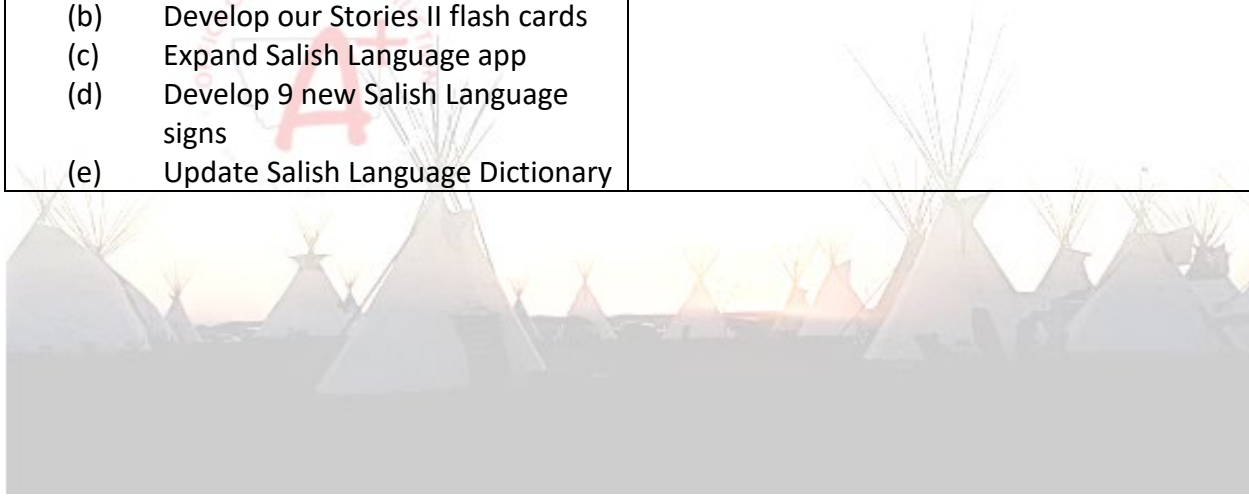 (b) Develop our Stories II flash cards
(c) Expand Salish Language app
(d) Develop 9 new Salish Language
signs
(e) Update Salish Language Dictionary
A+